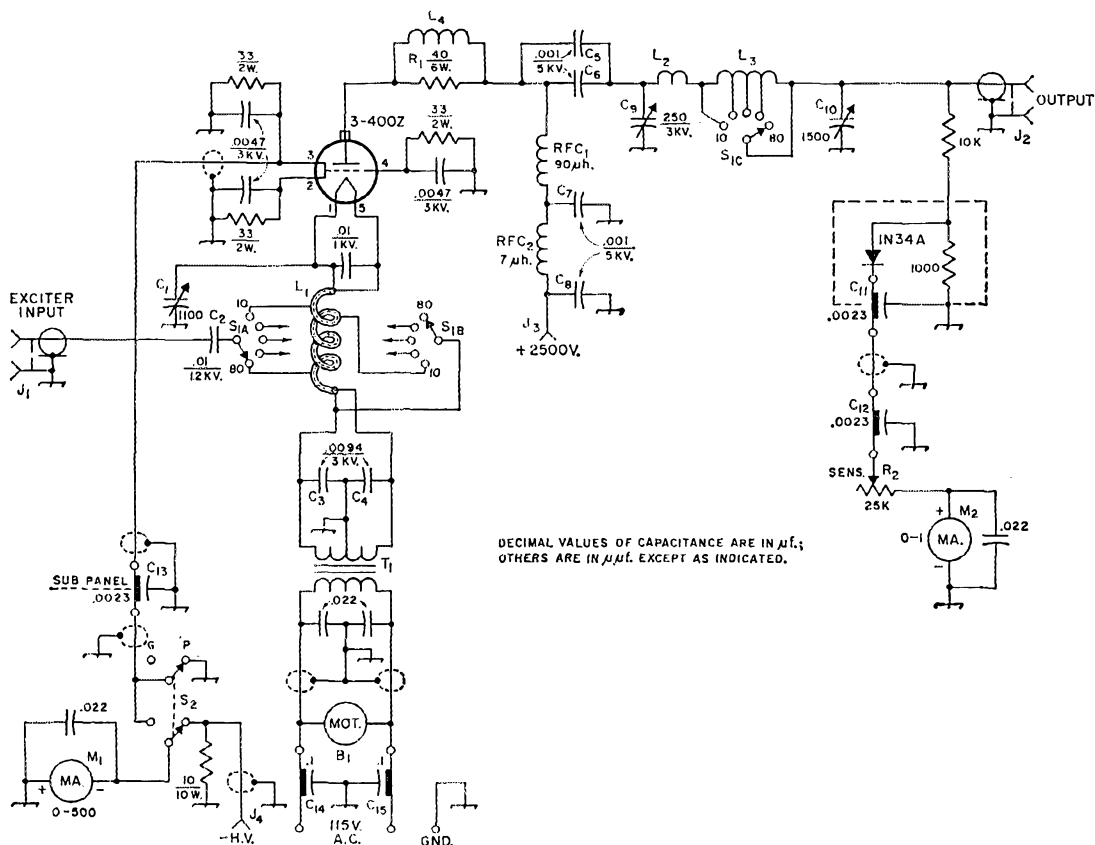 L4
R1 40 / 6W.
33 / 2W.
.0047 / 3KV.
33 / 2W.
3-400Z
3
2
4
1
5
33 / 2W.
.0047 / 3KV.
.01 / 1KV.
.001 / 5KV.
C5
C6
L2
L3
C9
250 / 3KV.
10
80
S1C
C10
1500
OUTPUT
J2
10K
RFC1
90µh.
C7
RFC2
7µh.
.001 / 5KV.
C8
J3
+2500V.
1N34A
1000
C11
.0023
C12
.0023
SENS.
R2
25K
+
M2
0-1
MA.
-
.022
EXCITER
INPUT
J1
C1
1100
C2
.01 / 1.2KV.
S1A
10
80
L1
80
S1B
10
.0094 / 3KV.
C3
C4
T1
.022
MOT.
B1
.1
.1
C14
C15
115V.
A.C.
GND.
DECIMAL VALUES OF CAPACITANCE ARE IN µf.;
OTHERS ARE IN µµf. EXCEPT AS INDICATED.
SUB PANEL
C13
.0023
G
P
S2
.022
M1
MA.
+
-
0-500
10 / 10W.
J4
-H.V.